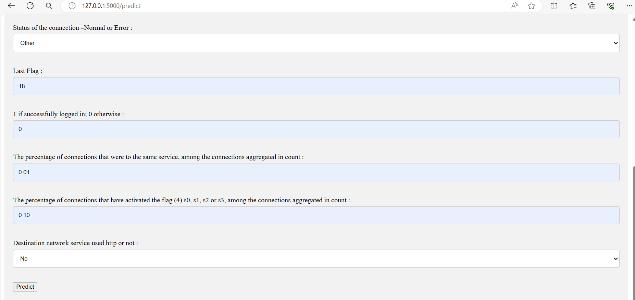 127.0.0.1:5000/predict
Status of the connection –Normal or Error :
Other
Last Flag :
1 if successfully logged in; 0 otherwise :
0
The percentage of connections that were to the same service, among the connections aggregated in count :
0.01
The percentage of connections that have activated the flag (4) s0, s1, s2 or s3, among the connections aggregated in count :
0.10
Destination network service used http or not :
No
Predict